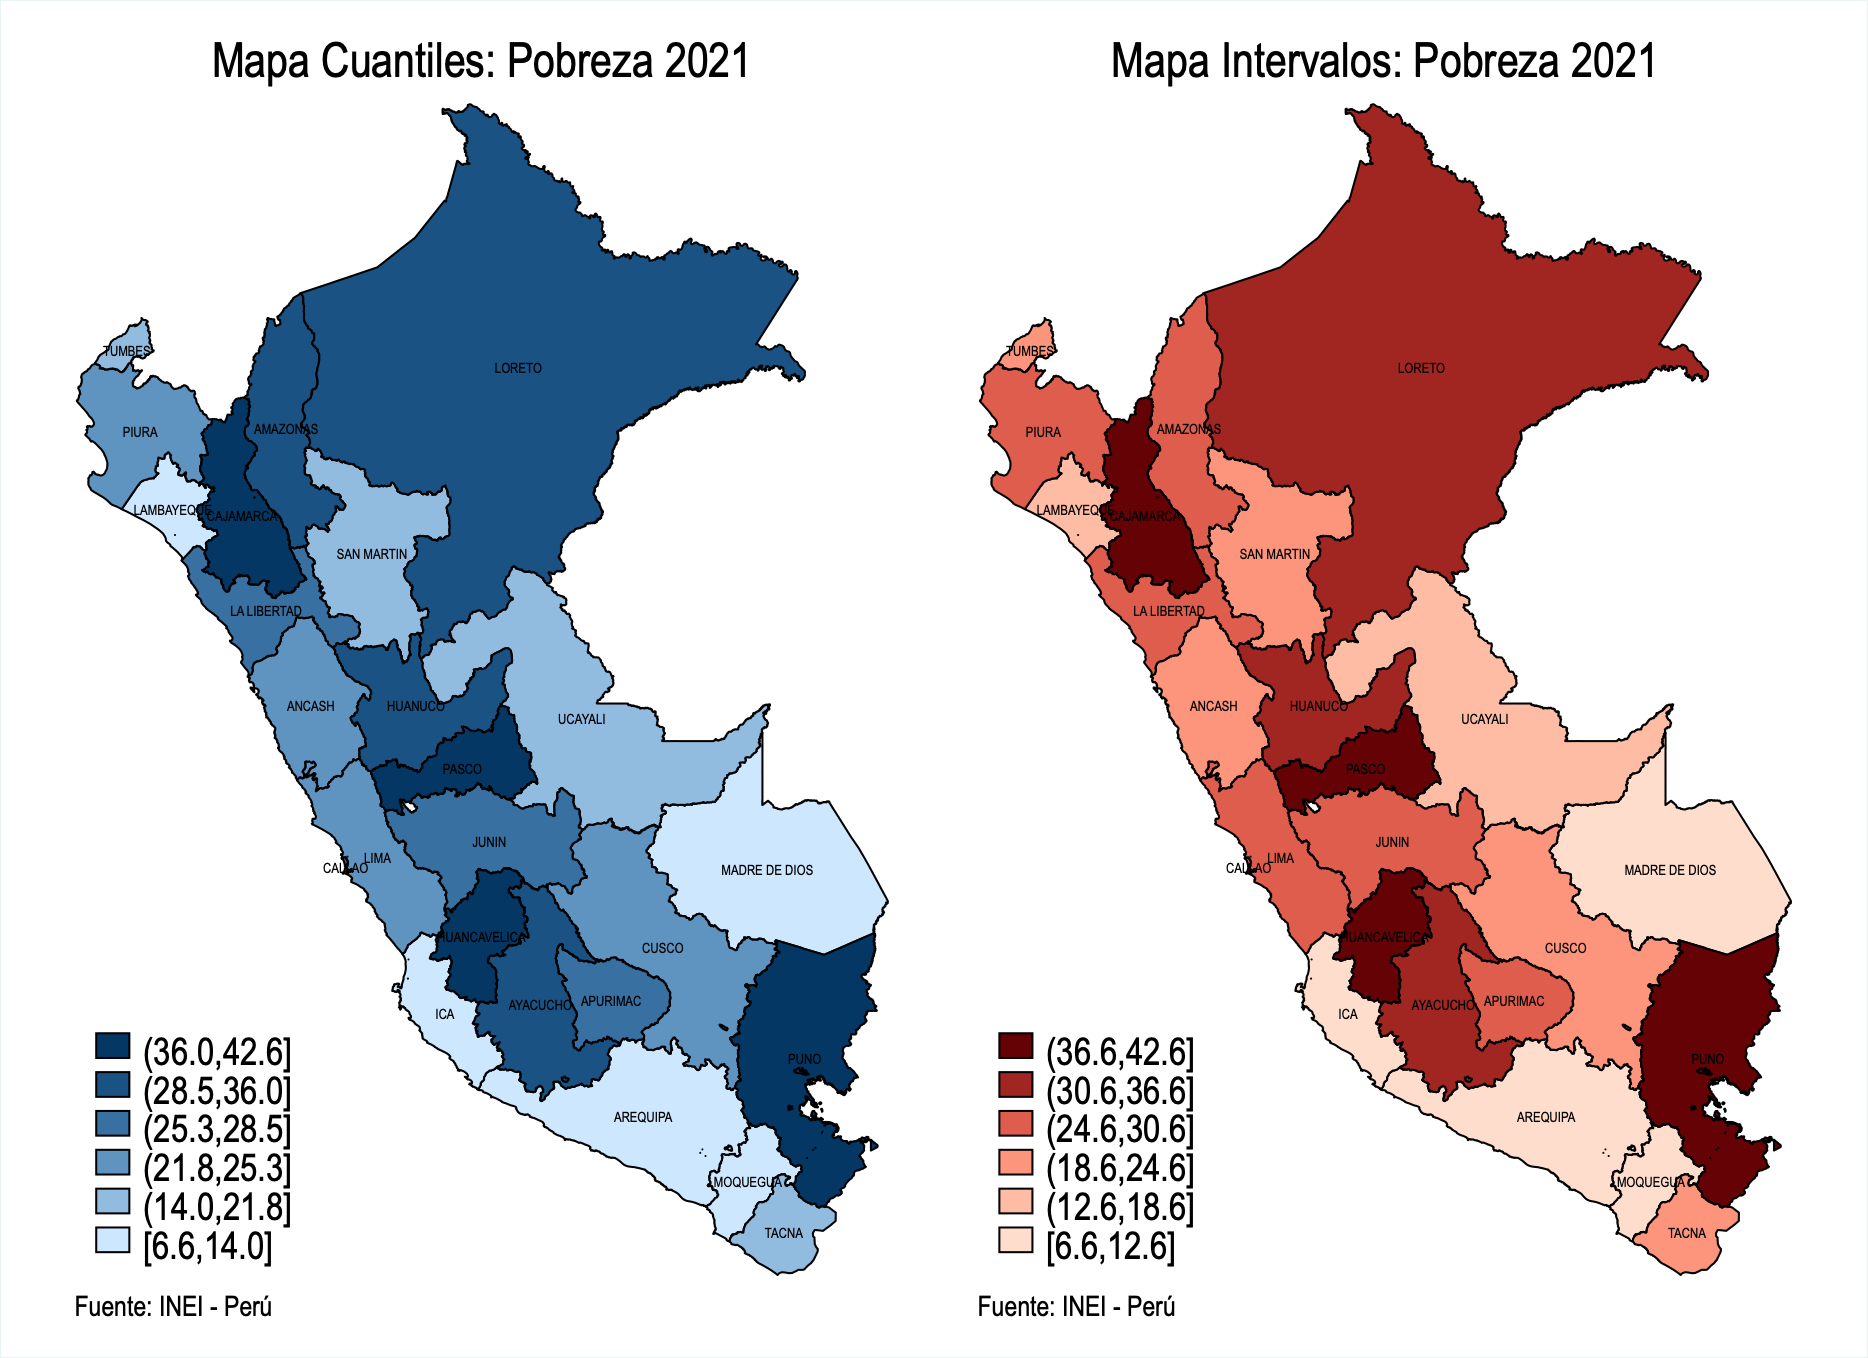 Mapa Cuantiles: Pobreza 2021
TUMBES
LORETO
PIURA
AMAZONAS
LAMBAYEQUE
CAJAMARCA
SAN MARTIN
LA LIBERTAD
ANCASH
HUANUCO
UCAYALI
PASCO
JUNIN
LIMA
CALLAO
MADRE DE DIOS
HUANCAVELICA
CUSCO
AYACUCHO
APURIMAC
ICA
PUNO
AREQUIPA
MOQUEGUA
TACNA
(36.0,42.6]
(28.5,36.0]
(25.3,28.5]
(21.8,25.3]
(14.0,21.8]
[6.6,14.0]
Fuente: INEI - Perú
Mapa Intervalos: Pobreza 2021
TUMBES
LORETO
PIURA
AMAZONAS
LAMBAYEQUE
CAJAMARCA
SAN MARTIN
LA LIBERTAD
ANCASH
HUANUCO
UCAYALI
PASCO
JUNIN
LIMA
CALLAO
MADRE DE DIOS
HUANCAVELICA
CUSCO
AYACUCHO
APURIMAC
ICA
PUNO
AREQUIPA
MOQUEGUA
TACNA
(36.6,42.6]
(30.6,36.6]
(24.6,30.6]
(18.6,24.6]
(12.6,18.6]
[6.6,12.6]
Fuente: INEI - Perú